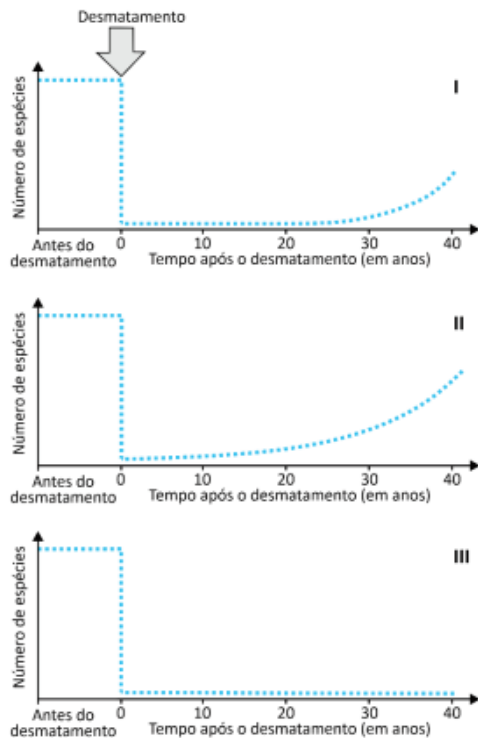 Desmatamento
Número de espécies
I
Antes do
desmatamento
0 10 20 30 40
Tempo após o desmatamento (em anos)
Número de espécies
II
Antes do
desmatamento
0 10 20 30 40
Tempo após o desmatamento (em anos)
Número de espécies
III
Antes do
desmatamento
0 10 20 30 40
Tempo após o desmatamento (em anos)